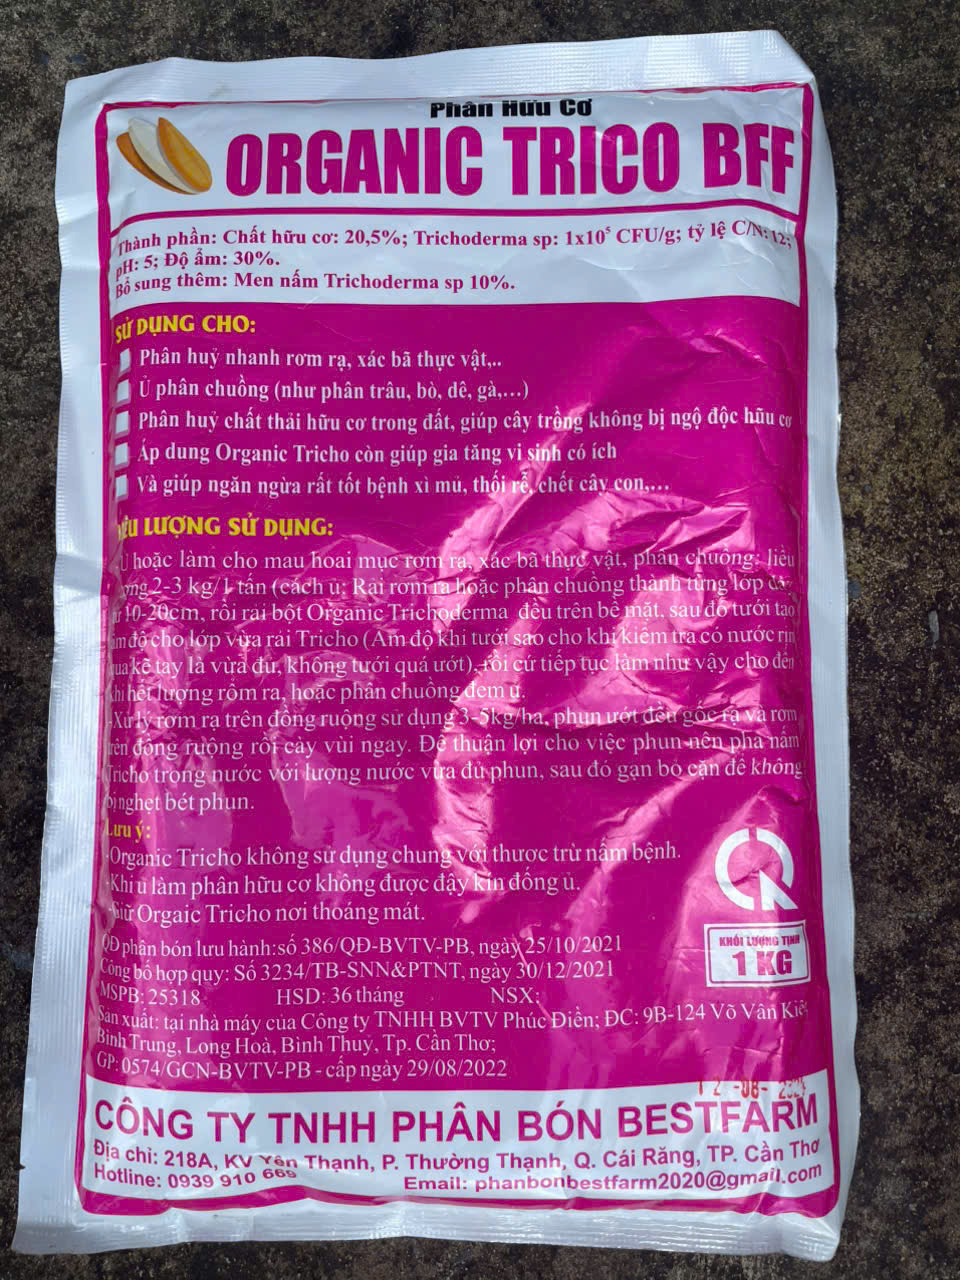 Phân Hữu Cơ
ORGANIC TRICO BFF
Thành phần: Chất hữu cơ: 20,5%; Trichoderma sp: 1x10⁵ CFU/g; tỷ lệ C/N: 12;
pH: 5; Độ ẩm: 30%.
Bổ sung thêm: Men nấm Trichoderma sp 10%.
SỬ DỤNG CHO:
Phân huỷ nhanh rơm rạ, xác bã thực vật,..
Ủ phân chuồng (như phân trâu, bò, dê, gà,...)
Phân huỷ chất thải hữu cơ trong đất, giúp cây trồng không bị ngộ độc hữu cơ
Áp dung Organic Tricho còn giúp gia tăng vi sinh có ích
Và giúp ngăn ngừa rất tốt bệnh xì mủ, thối rễ, chết cây con,...
LIỀU LƯỢNG SỬ DỤNG:
-Ủ hoặc làm cho mau hoai mục rơm rạ, xác bã thực vật, phân chuồng: liều
lượng 2-3 kg/1 tấn (cách ủ: Rải rơm rạ hoặc phân chuồng thành từng lớp dày
từ 10-20cm, rồi rải bột Organic Trichoderma đều trên bề mặt, sau đó tưới tạo
ẩm độ cho lớp vừa rải Tricho (Ẩm độ khi tưới sao cho khi kiểm tra có nước rịn
qua kẽ tay là vừa đủ, không tưới quá ướt), rồi cứ tiếp tục làm như vậy cho đến
khi hết lượng rơm rạ, hoặc phân chuồng đem ủ.
-Xử lý rơm rạ trên đồng ruộng sử dụng 3-5kg/ha, phun ướt đều gốc rạ và rơm
trên đồng ruộng rồi cày vùi ngay. Để thuận lợi cho việc phun nên pha nấm
Tricho trong nước với lượng nước vừa đủ phun, sau đó gạn bỏ cặn để không
bị nghẹt bét phun.
Lưu ý:
-Organic Tricho không sử dụng chung với thược trừ nấm bệnh.
-Khi ủ làm phân hữu cơ không được đậy kín đống ủ.
-Giữ Orgaic Tricho nơi thoáng mát.
KHỐI LƯỢNG TỊNH
1 KG
QĐ phân bón lưu hành: số 386/QĐ-BVTV-PB, ngày 25/10/2021
Công bố hợp quy: Số 3234/TB-SNN&PTNT, ngày 30/12/2021
MSPB: 25318 HSD: 36 tháng NSX:
Sản xuất: tại nhà máy của Công ty TNHH BVTV Phúc Điền; ĐC: 9B-124 Võ Văn Kiệt,
Bình Trung, Long Hoà, Bình Thuỷ, Tp. Cần Thơ;
GP: 0574/GCN-BVTV-PB - cấp ngày 29/08/2022
CÔNG TY TNHH PHÂN BÓN BESTFARM
Địa chỉ: 218A, KV Yên Thạnh, P. Thường Thạnh, Q. Cái Răng, TP. Cần Thơ
Hotline: 0939 910 669 Email: phanbonbestfarm2020@gmail.com